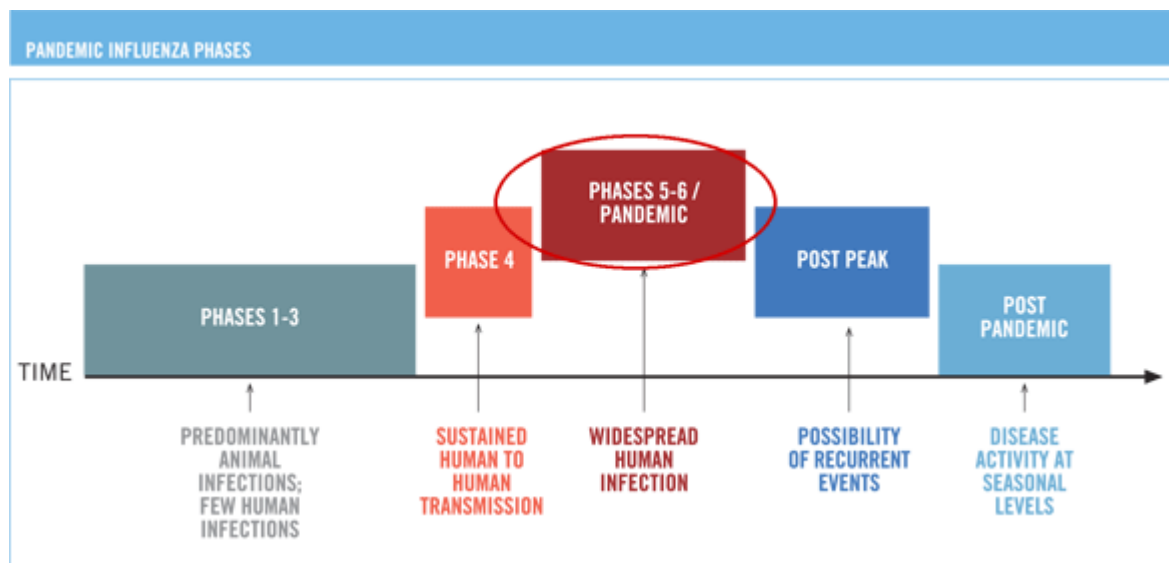 PANDEMIC INFLUENZA PHASES
PHASES 5-6 /
PANDEMIC
PHASE 4
POST PEAK
PHASES 1-3
POST
PANDEMIC
TIME
PREDOMINANTLY
ANIMAL
INFECTIONS;
FEW HUMAN
INFECTIONS
SUSTAINED
HUMAN TO
HUMAN
TRANSMISSION
WIDESPREAD
HUMAN
INFECTION
POSSIBILITY
OF RECURRENT
EVENTS
DISEASE
ACTIVITY AT
SEASONAL
LEVELS